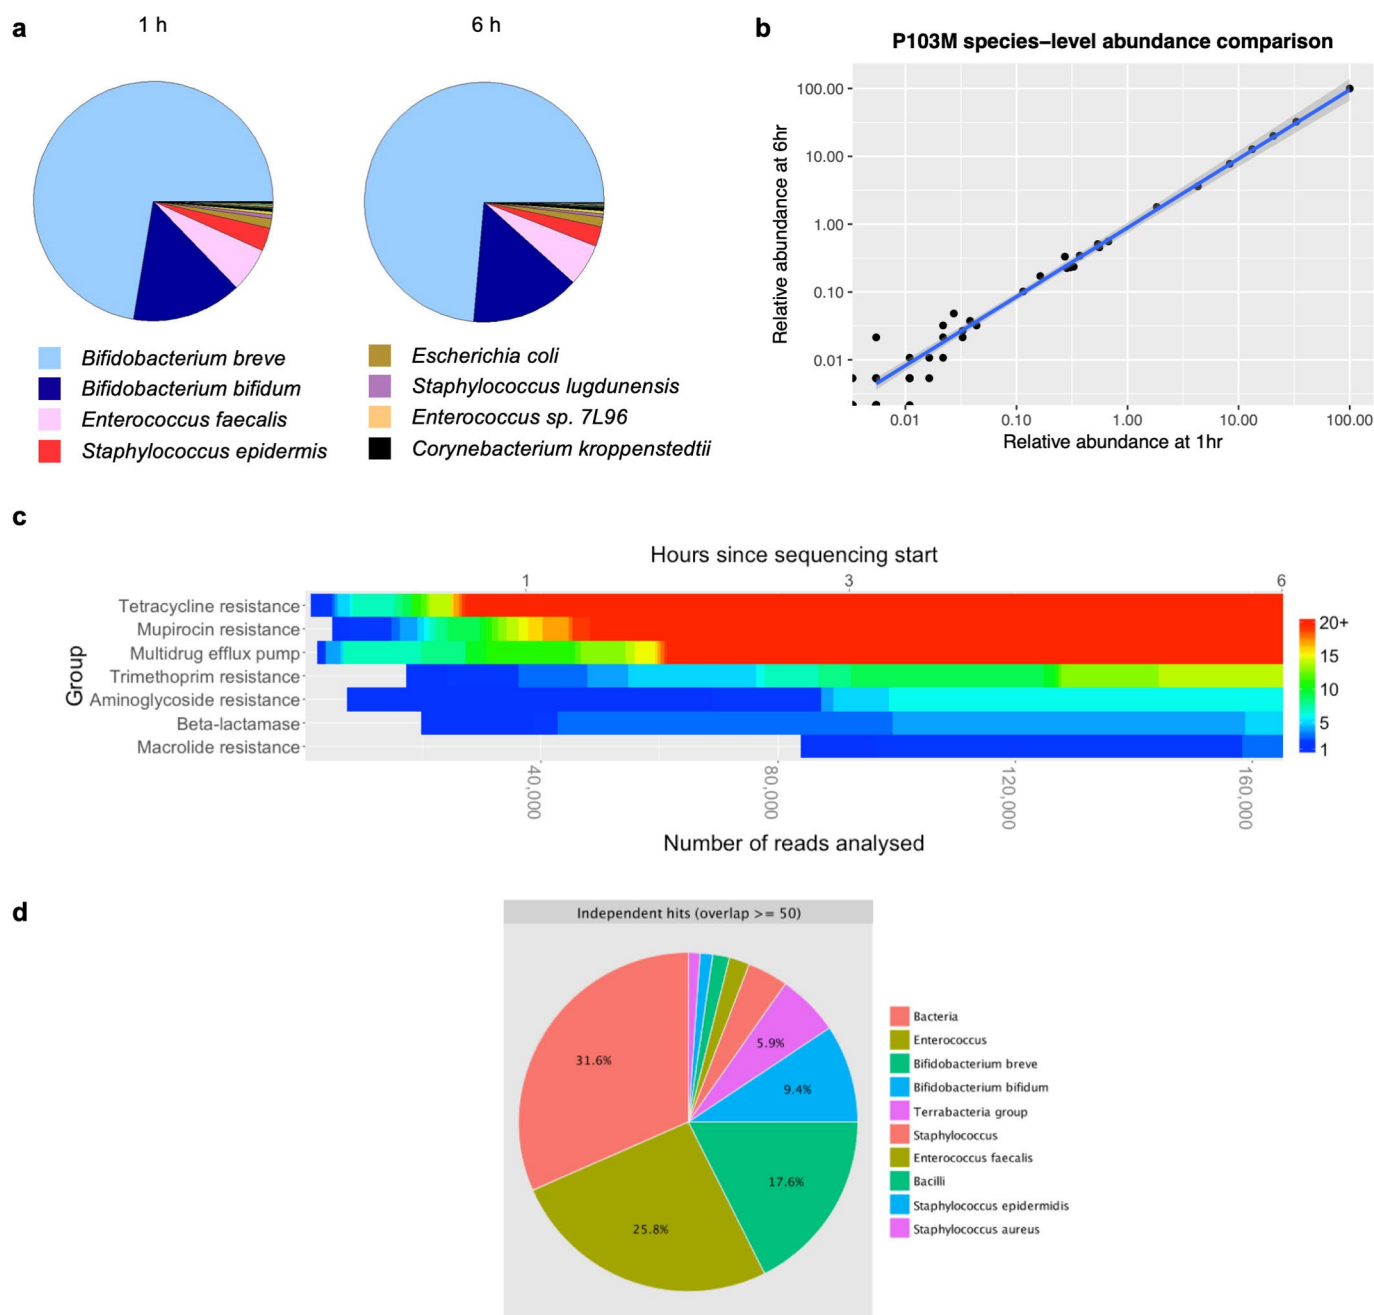 a
1 h
6 h
Bifidobacterium breve
Bifidobacterium bifidum
Enterococcus faecalis
Staphylococcus epidermis
Escherichia coli
Staphylococcus lugdunensis
Enterococcus sp. 7L96
Corynebacterium kroppenstedtii
b
P103M species–level abundance comparison
Relative abundance at 6hr
100.00
10.00
1.00
0.10
0.01
0.01
0.10
1.00
10.00
100.00
Relative abundance at 1hr
c
Hours since sequencing start
1
3
6
Group
Tetracycline resistance
Mupirocin resistance
Multidrug efflux pump
Trimethoprim resistance
Aminoglycoside resistance
Beta-lactamase
Macrolide resistance
20+
15
10
5
1
40,000
80,000
120,000
160,000
Number of reads analysed
d
Independent hits (overlap >= 50)
31.6%
25.8%
17.6%
9.4%
5.9%
Bacteria
Enterococcus
Bifidobacterium breve
Bifidobacterium bifidum
Terrabacteria group
Staphylococcus
Enterococcus faecalis
Bacilli
Staphylococcus epidermidis
Staphylococcus aureus